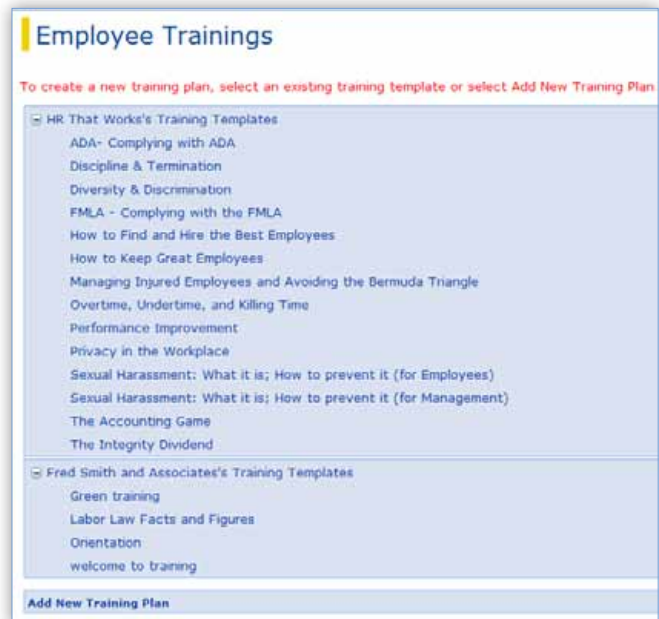 Employee Trainings
To create a new training plan, select an existing training template or select Add New Training Plan
HR That Works's Training Templates
ADA- Complying with ADA
Discipline & Termination
Diversity & Discrimination
FMLA - Complying with the FMLA
How to Find and Hire the Best Employees
How to Keep Great Employees
Managing Injured Employees and Avoiding the Bermuda Triangle
Overtime, Undertime, and Killing Time
Performance Improvement
Privacy in the Workplace
Sexual Harassment: What it is; How to prevent it (for Employees)
Sexual Harassment: What it is; How to prevent it (for Management)
The Accounting Game
The Integrity Dividend
Fred Smith and Associates's Training Templates
Green training
Labor Law Facts and Figures
Orientation
welcome to training
Add New Training Plan